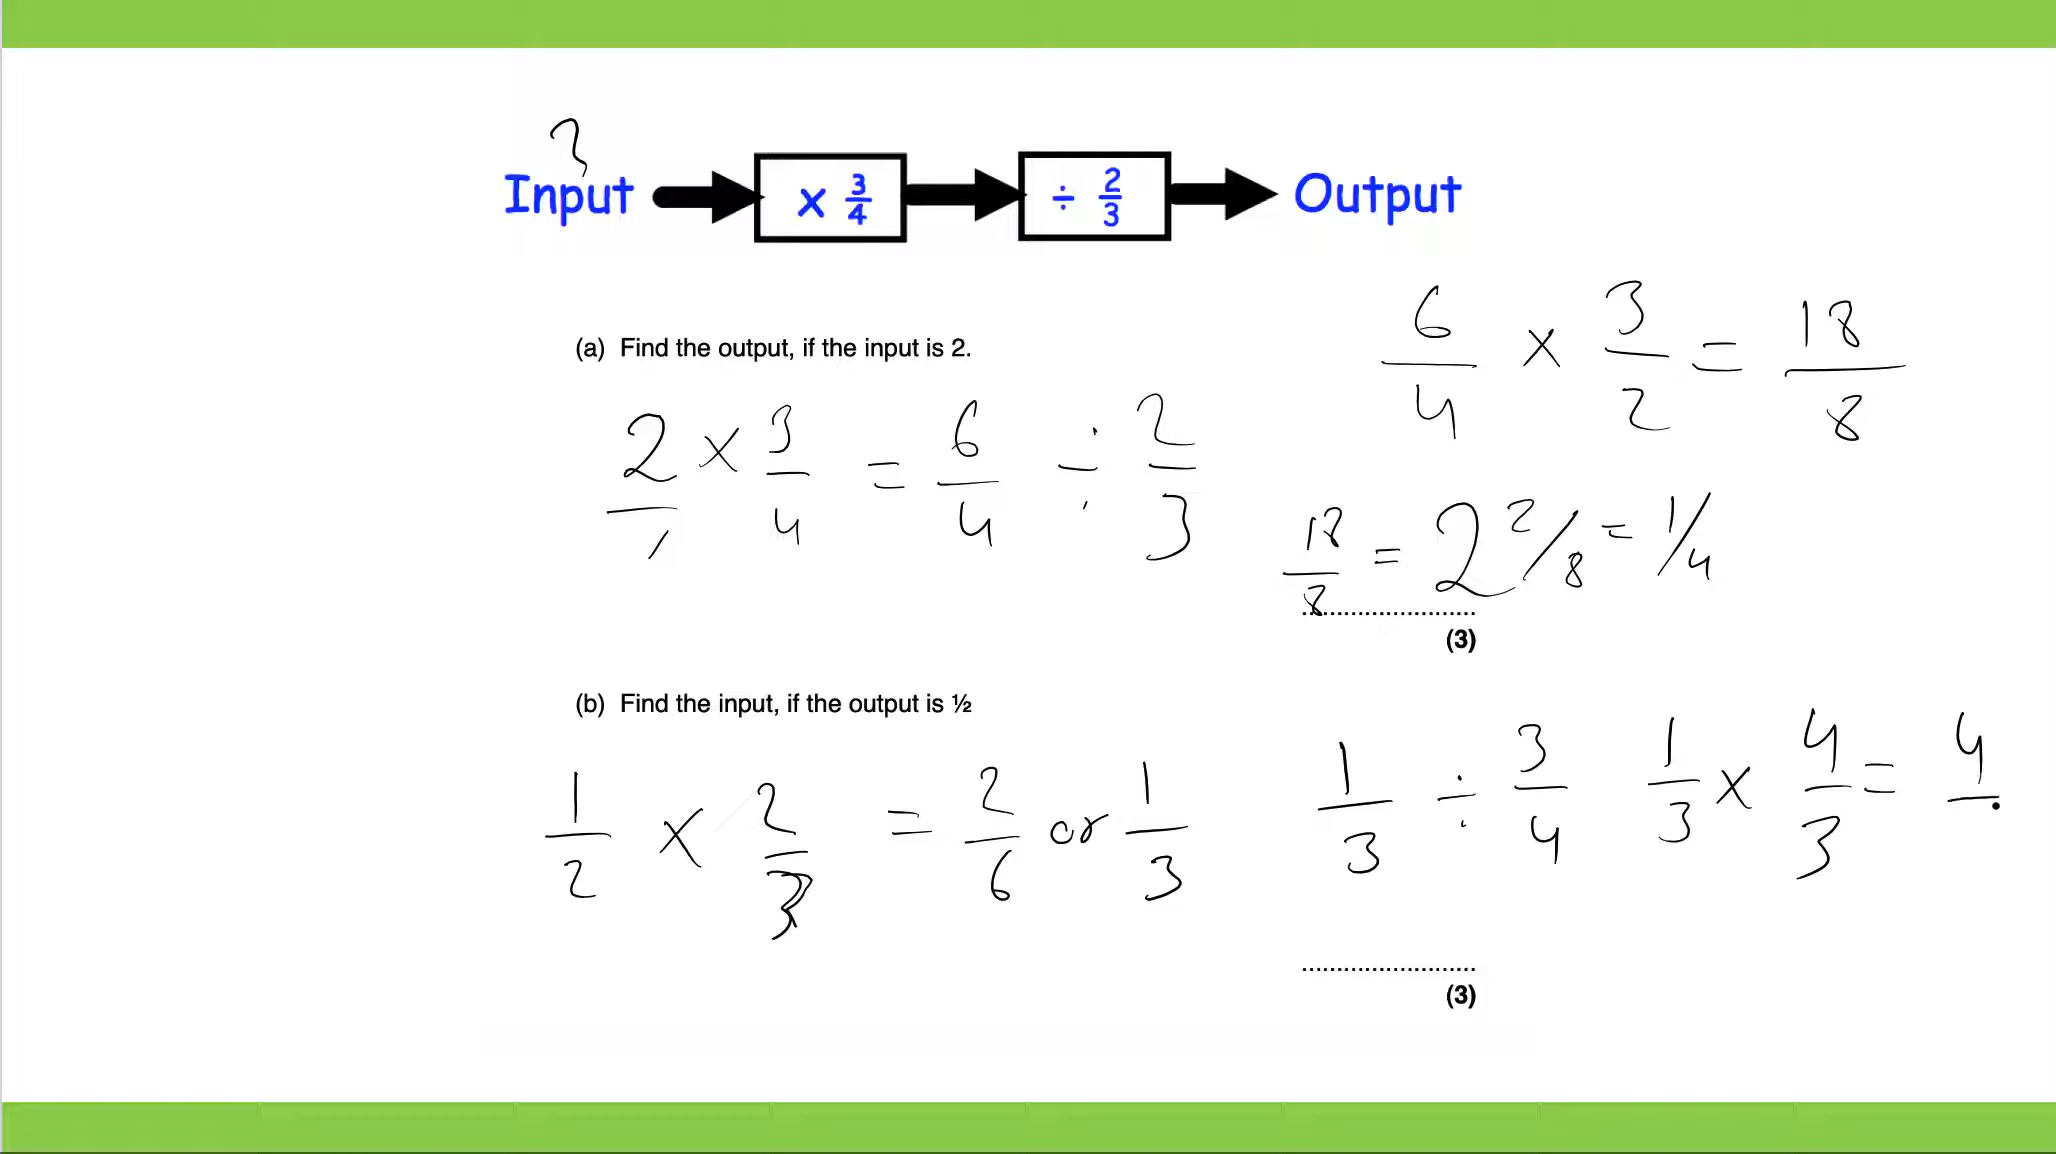 Input × 3/4 ÷ 2/3 Output
(a) Find the output, if the input is 2.
6/4 × 3/2 = 18/8
2/1 × 3/4 = 6/4 ÷ 2/3
18/8 = 2 2/8 = 1/4
(3)
(b) Find the input, if the output is ½
1/2 × 2/3 = 2/6 or 1/3
1/3 ÷ 3/4 1/3 × 4/3 = 4
(3)